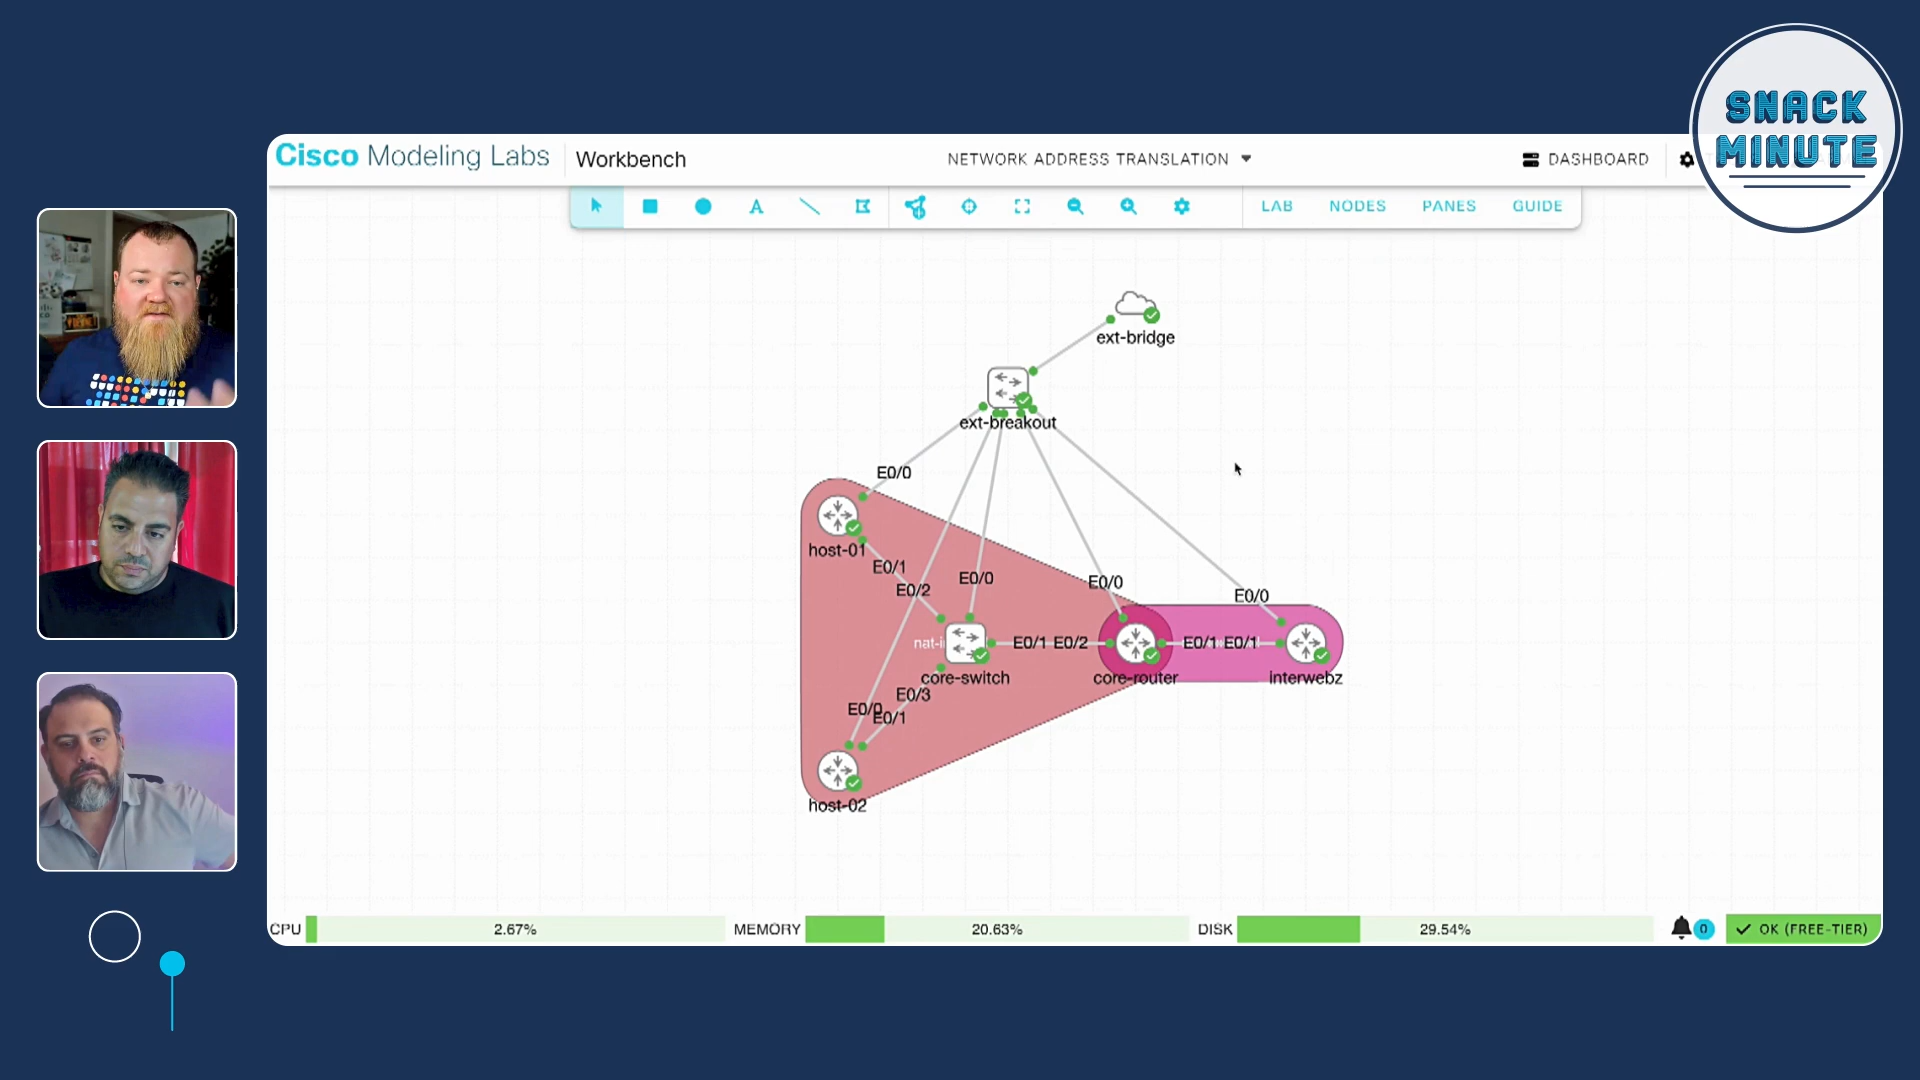 SNACK
MINUTE
Cisco Modeling Labs
Workbench
NETWORK ADDRESS TRANSLATION
DASHBOARD
LAB
NODES
PANES
GUIDE
ext-bridge
ext-breakout
E0/0
host-01
E0/1
E0/2
E0/0
E0/0
E0/0
E0/1 E0/2
E0/1 E0/1
core-switch
core-router
interwebz
E0/3
E0/0
E0/1
host-02
CPU
2.67%
MEMORY
20.63%
DISK
29.54%
0
OK (FREE-TIER)